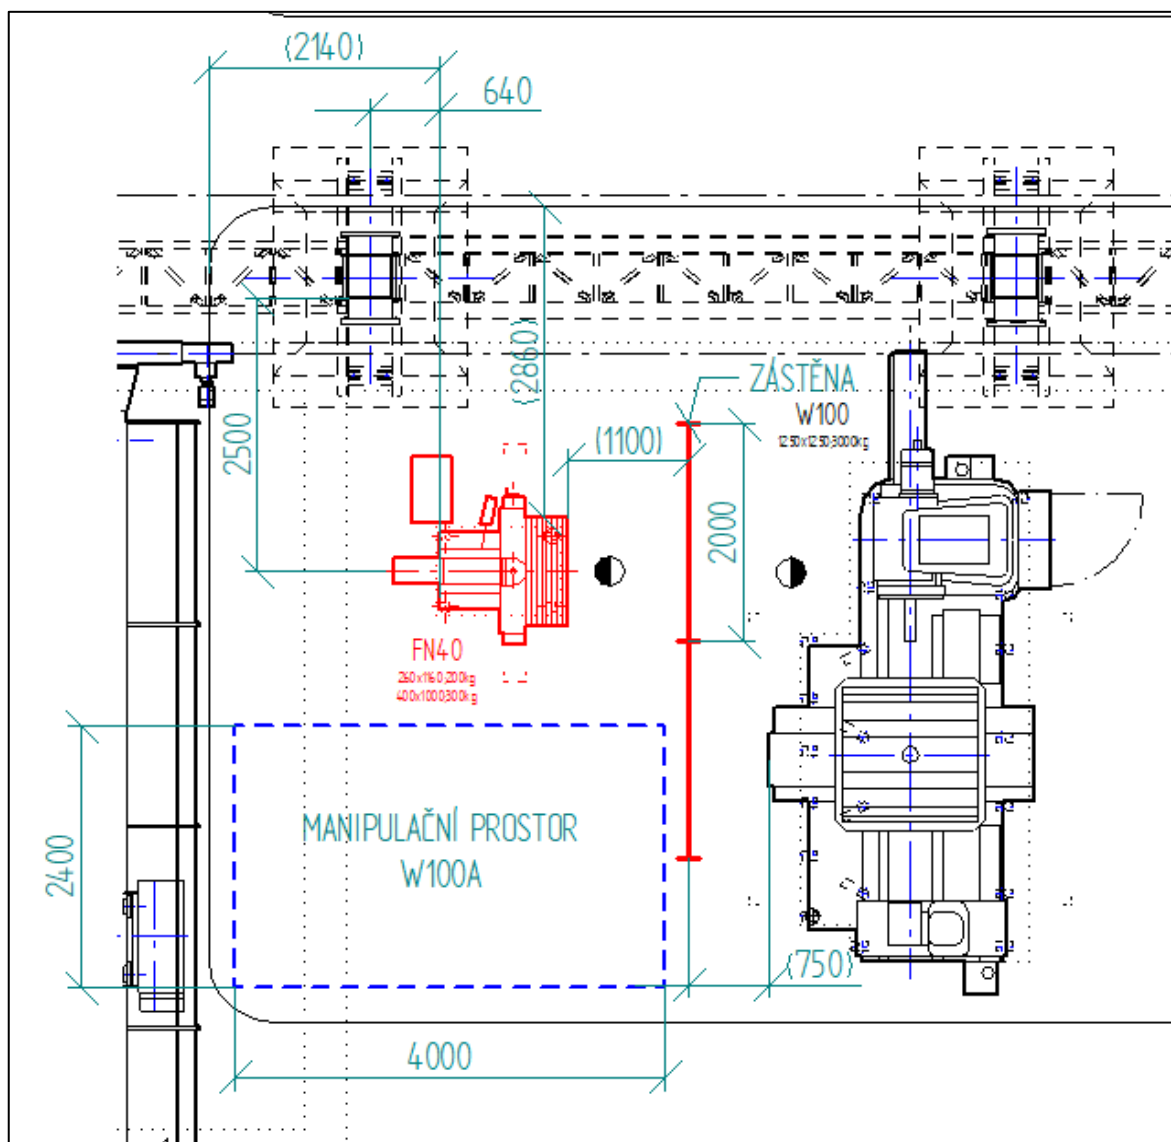 (2140)
640
(2860)
2500
ZÁSTĚNA
W100
1250x1250,3000kg
(1100)
2000
FN40
260x1160,200kg
400x1000,300kg
MANIPULAČNÍ PROSTOR
W100A
2400
(750)
4000